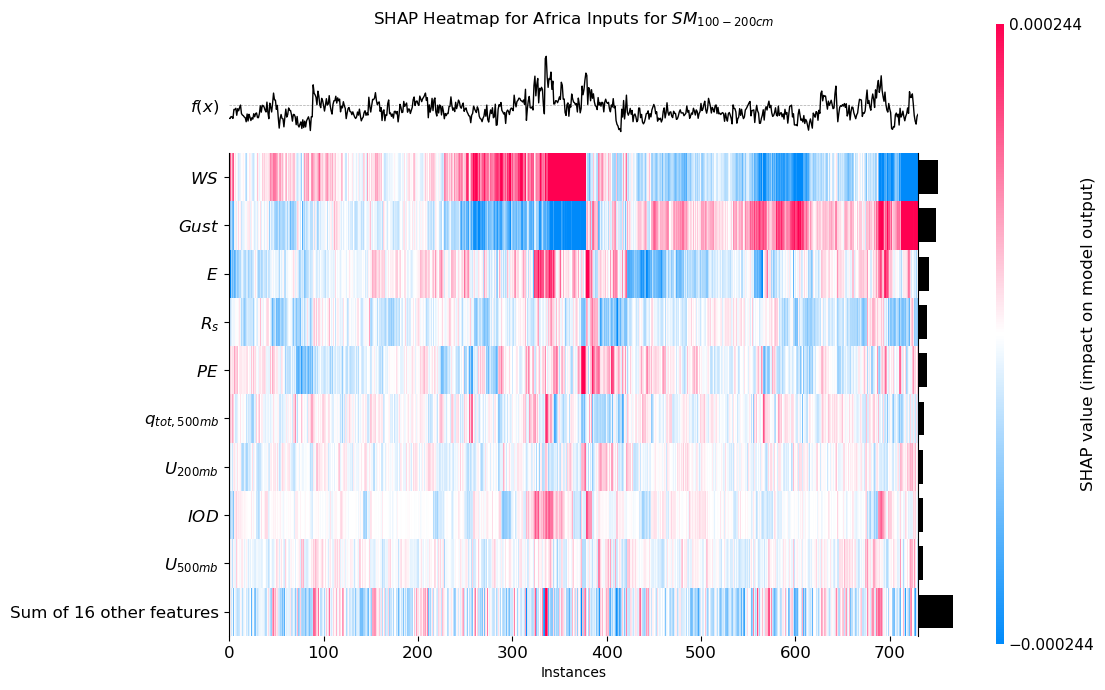 SHAP Heatmap for Africa Inputs for SM100−200cm
0.000244
f(x)
WS
Gust
E
Rs
PE
qtot, 500mb
U200mb
IOD
U500mb
Sum of 16 other features
0 100 200 300 400 500 600 700
Instances
−0.000244
SHAP value (impact on model output)